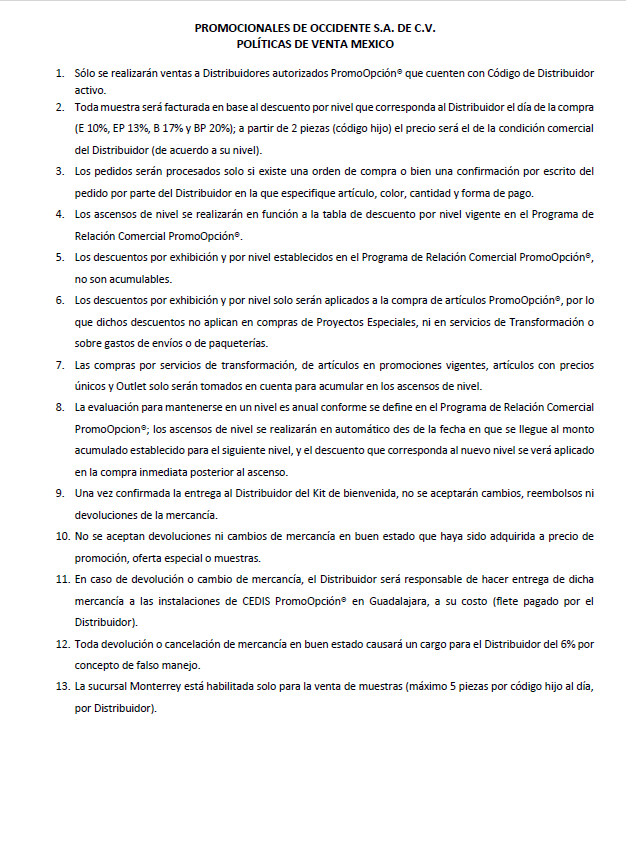 PROMOCIONALES DE OCCIDENTE S.A. DE C.V.
POLÍTICAS DE VENTA MEXICO
1. Sólo se realizarán ventas a Distribuidores autorizados PromoOpción® que cuenten con Código de Distribuidor
activo.
2. Toda muestra será facturada en base al descuento por nivel que corresponda al Distribuidor el día de la compra
(E 10%, EP 13%, B 17% y BP 20%); a partir de 2 piezas (código hijo) el precio será el de la condición comercial
del Distribuidor (de acuerdo a su nivel).
3. Los pedidos serán procesados solo si existe una orden de compra o bien una confirmación por escrito del
pedido por parte del Distribuidor en la que especifique artículo, color, cantidad y forma de pago.
4. Los ascensos de nivel se realizarán en función a la tabla de descuento por nivel vigente en el Programa de
Relación Comercial PromoOpción®.
5. Los descuentos por exhibición y por nivel establecidos en el Programa de Relación Comercial PromoOpción®,
no son acumulables.
6. Los descuentos por exhibición y por nivel solo serán aplicados a la compra de artículos PromoOpción®, por lo
que dichos descuentos no aplican en compras de Proyectos Especiales, ni en servicios de Transformación o
sobre gastos de envíos o de paqueterías.
7. Las compras por servicios de transformación, de artículos en promociones vigentes, artículos con precios
únicos y Outlet solo serán tomados en cuenta para acumular en los ascensos de nivel.
8. La evaluación para mantenerse en un nivel es anual conforme se define en el Programa de Relación Comercial
PromoOpcion®; los ascensos de nivel se realizarán en automático des de la fecha en que se llegue al monto
acumulado establecido para el siguiente nivel, y el descuento que corresponda al nuevo nivel se verá aplicado
en la compra inmediata posterior al ascenso.
9. Una vez confirmada la entrega al Distribuidor del Kit de bienvenida, no se aceptarán cambios, reembolsos ni
devoluciones de la mercancía.
10. No se aceptan devoluciones ni cambios de mercancía en buen estado que haya sido adquirida a precio de
promoción, oferta especial o muestras.
11. En caso de devolución o cambio de mercancía, el Distribuidor será responsable de hacer entrega de dicha
mercancía a las instalaciones de CEDIS PromoOpción® en Guadalajara, a su costo (flete pagado por el
Distribuidor).
12. Toda devolución o cancelación de mercancía en buen estado causará un cargo para el Distribuidor del 6% por
concepto de falso manejo.
13. La sucursal Monterrey está habilitada solo para la venta de muestras (máximo 5 piezas por código hijo al día,
por Distribuidor).